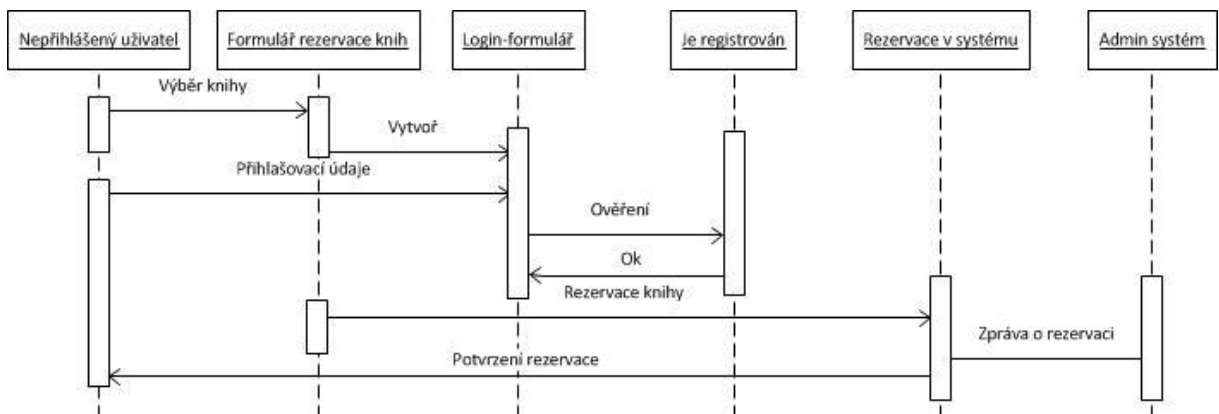 Nepřihlášený uživatel
Formulář rezervace knih
Login-formulář
Je registrován
Rezervace v systému
Admin systém
Výběr knihy
Vytvoř
Přihlašovací údaje
Ověření
Ok
Rezervace knihy
Zpráva o rezervaci
Potvrzení rezervace